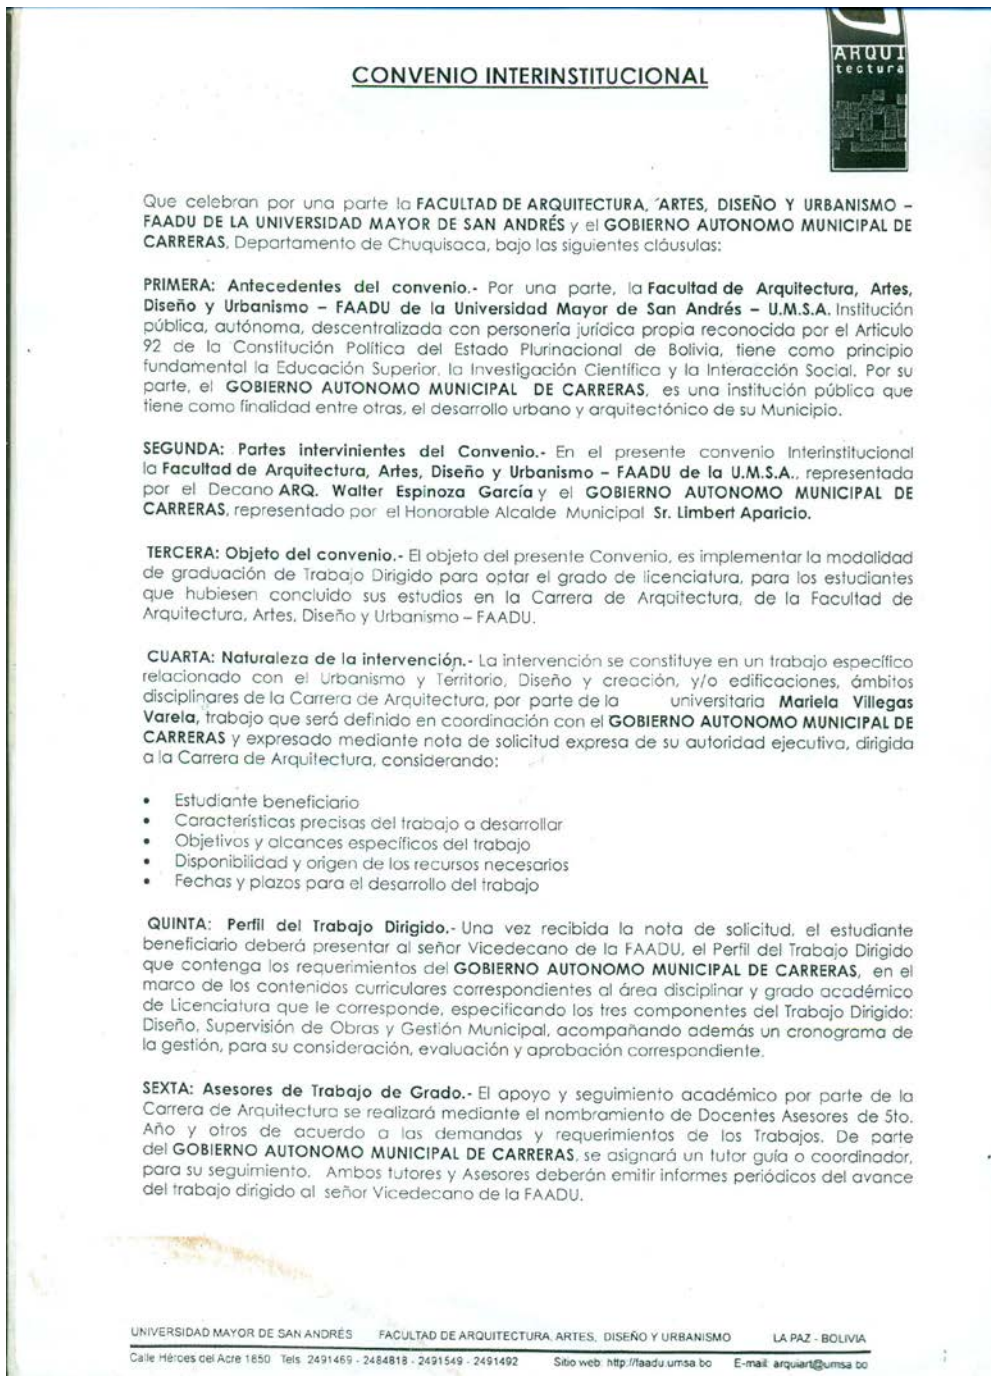 ARQUI
tectura
CONVENIO INTERINSTITUCIONAL
Que celebran por una parte la FACULTAD DE ARQUITECTURA, ARTES, DISEÑO Y URBANISMO –
FAADU DE LA UNIVERSIDAD MAYOR DE SAN ANDRÉS y el GOBIERNO AUTONOMO MUNICIPAL DE
CARRERAS, Departamento de Chuquisaca, bajo las siguientes cláusulas:
PRIMERA: Antecedentes del convenio.- Por una parte, la Facultad de Arquitectura, Artes,
Diseño y Urbanismo – FAADU de la Universidad Mayor de San Andrés – U.M.S.A. Institución
pública, autónoma, descentralizada con personería jurídica propia reconocida por el Articulo
92 de la Constitución Política del Estado Plurinacional de Bolivia, tiene como principio
fundamental la Educación Superior, la Investigación Científica y la Interacción Social. Por su
parte, el GOBIERNO AUTONOMO MUNICIPAL DE CARRERAS, es una institución pública que
tiene como finalidad entre otras, el desarrollo urbano y arquitectónico de su Municipio.
SEGUNDA: Partes intervinientes del Convenio.- En el presente convenio Interinstitucional
la Facultad de Arquitectura, Artes, Diseño y Urbanismo – FAADU de la U.M.S.A., representada
por el Decano ARQ. Walter Espinoza García y el GOBIERNO AUTONOMO MUNICIPAL DE
CARRERAS, representado por el Honorable Alcalde Municipal Sr. Limbert Aparicio.
TERCERA: Objeto del convenio.- El objeto del presente Convenio, es implementar la modalidad
de graduación de Trabajo Dirigido para optar el grado de licenciatura, para los estudiantes
que hubiesen concluido sus estudios en la Carrera de Arquitectura, de la Facultad de
Arquitectura, Artes, Diseño y Urbanismo – FAADU.
CUARTA: Naturaleza de la intervención.- La intervención se constituye en un trabajo específico
relacionado con el Urbanismo y Territorio, Diseño y creación, y/o edificaciones, ámbitos
disciplinares de la Carrera de Arquitectura, por parte de la universitaria Mariela Villegas
Varela, trabajo que será definido en coordinación con el GOBIERNO AUTONOMO MUNICIPAL DE
CARRERAS y expresado mediante nota de solicitud expresa de su autoridad ejecutiva, dirigida
a la Carrera de Arquitectura, considerando:
• Estudiante beneficiario
• Características precisas del trabajo a desarrollar
• Objetivos y alcances específicos del trabajo
• Disponibilidad y origen de los recursos necesarios
• Fechas y plazos para el desarrollo del trabajo
QUINTA: Perfil del Trabajo Dirigido.- Una vez recibida la nota de solicitud, el estudiante
beneficiario deberá presentar al señor Vicedecano de la FAADU, el Perfil del Trabajo Dirigido
que contenga los requerimientos del GOBIERNO AUTONOMO MUNICIPAL DE CARRERAS, en el
marco de los contenidos curriculares correspondientes al área disciplinar y grado académico
de Licenciatura que le corresponde, especificando los tres componentes del Trabajo Dirigido:
Diseño, Supervisión de Obras y Gestión Municipal, acompañando además un cronograma de
la gestión, para su consideración, evaluación y aprobación correspondiente.
SEXTA: Asesores de Trabajo de Grado.- El apoyo y seguimiento académico por parte de la
Carrera de Arquitectura se realizará mediante el nombramiento de Docentes Asesores de 5to.
Año y otros de acuerdo a las demandas y requerimientos de los Trabajos. De parte
del GOBIERNO AUTONOMO MUNICIPAL DE CARRERAS, se asignará un tutor guía o coordinador,
para su seguimiento. Ambos tutores y Asesores deberán emitir informes periódicos del avance
del trabajo dirigido al señor Vicedecano de la FAADU.
UNIVERSIDAD MAYOR DE SAN ANDRÉS FACULTAD DE ARQUITECTURA, ARTES, DISEÑO Y URBANISMO LA PAZ - BOLIVIA
Calle Héroes del Acre 1850 Tels. 2491469 - 2484818 - 2491549 - 2491492 Sitio web: http://faadu.umsa.bo E-mail: arquiart@umsa.bo